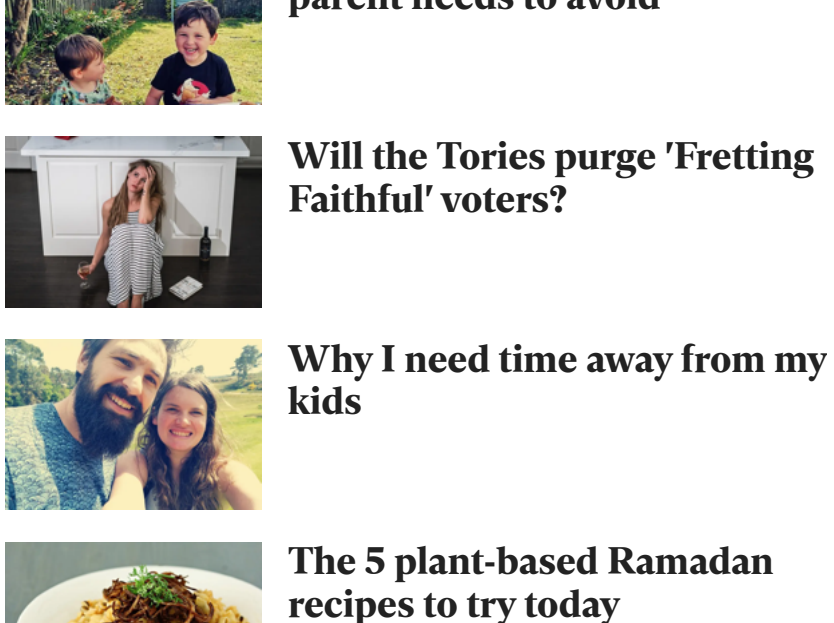 parent needs to avoid
Will the Tories purge 'Fretting
Faithful' voters?
Why I need time away from my
kids
The 5 plant-based Ramadan
recipes to try today